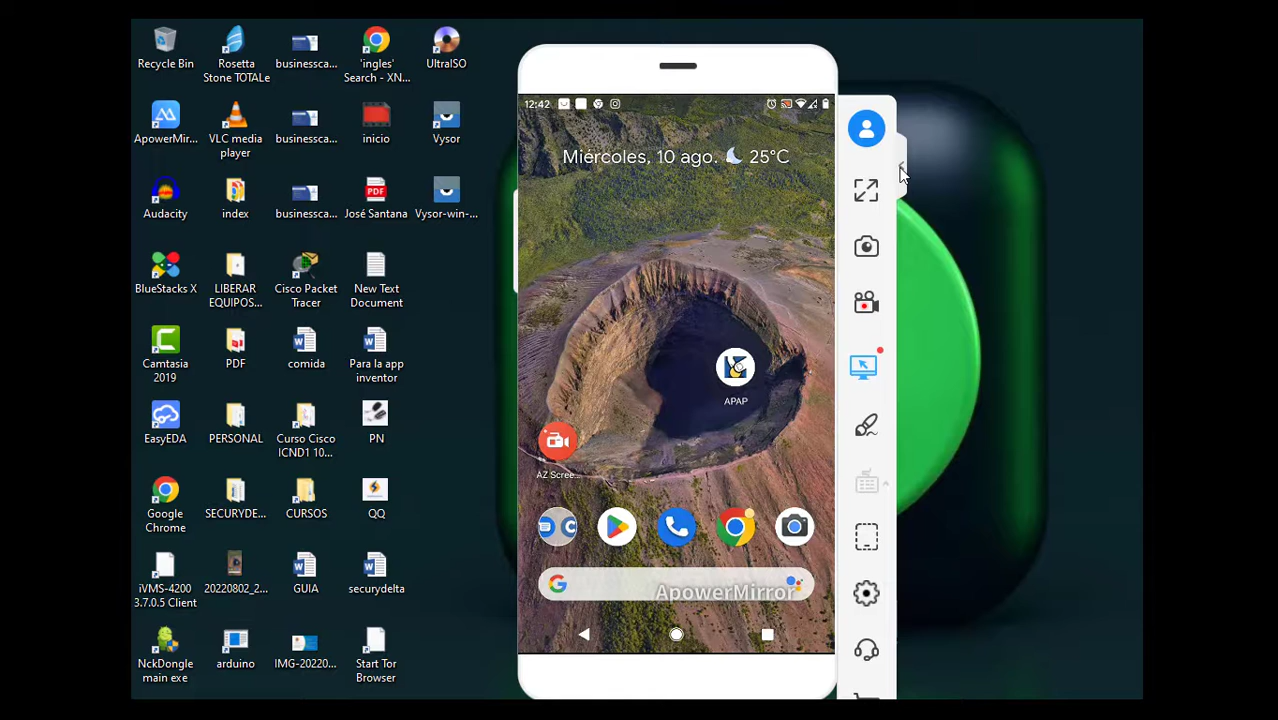 Recycle Bin
Rosetta
Stone TOTALe
businessca...
'ingles'
Search - XN...
UltraISO
ApowerMir...
VLC media
player
businessca...
inicio
Vysor
Audacity
index
businessca...
PDF
José Santana
Vysor-win-...
BlueStacks X
LIBERAR
EQUIPOS...
Cisco Packet
Tracer
New Text
Document
Camtasia
2019
PDF
comida
Para la app
inventor
EasyEDA
PERSONAL
Curso Cisco
ICND1 10...
PN
Google
Chrome
SECURYDE...
CURSOS
QQ
iVMS-4200
3.7.0.5 Client
20220802_2...
GUIA
securydelta
NckDongle
main exe
arduino
IMG-20220...
Start Tor
Browser
12:42
Miércoles, 10 ago. 25°C
APAP
AZ Scree...
ApowerMirror